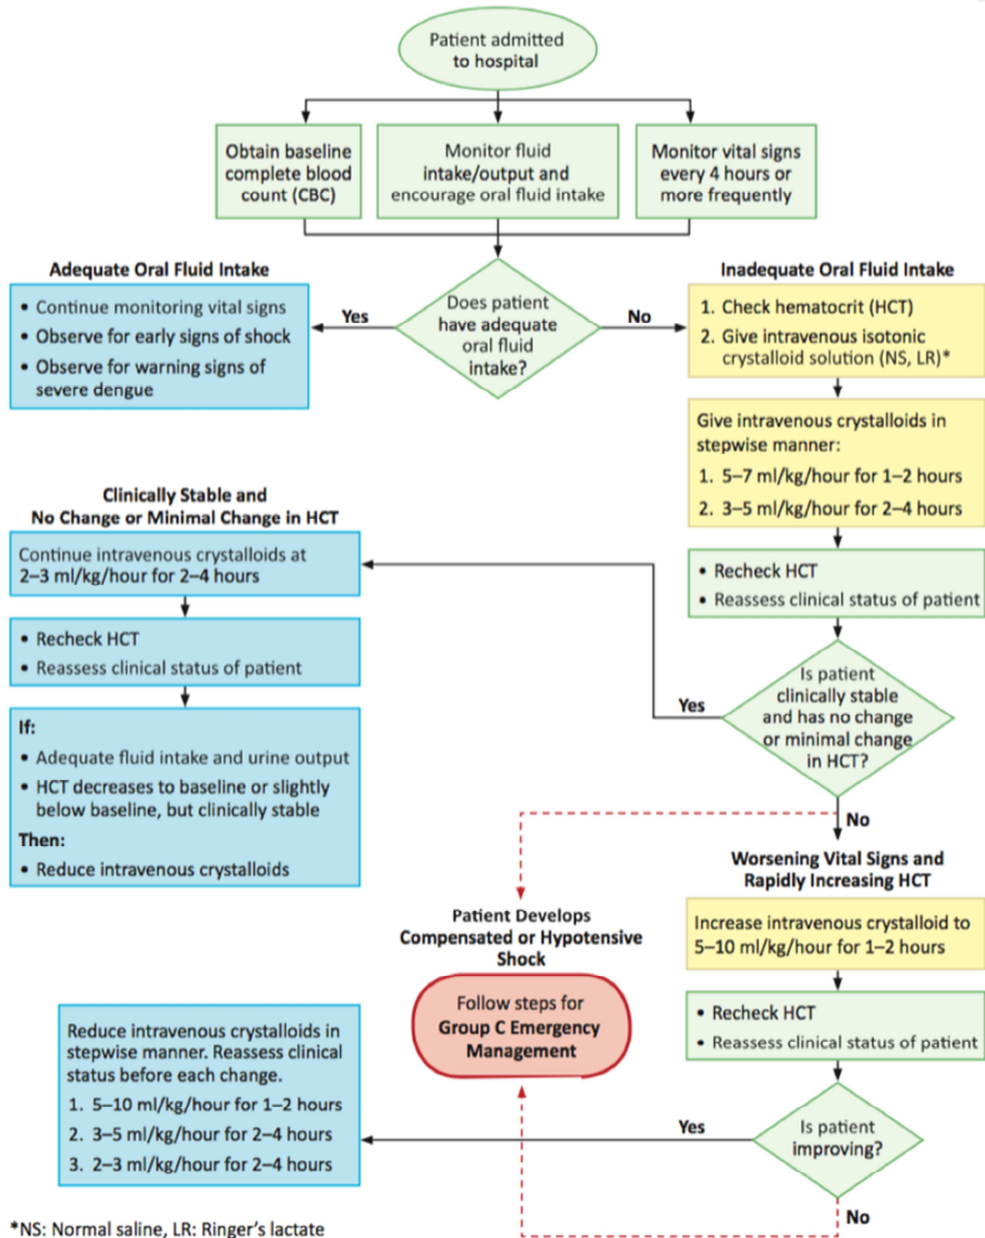 Patient admitted
to hospital
Obtain baseline
complete blood
count (CBC)
Monitor fluid
intake/output and
encourage oral fluid intake
Monitor vital signs
every 4 hours or
more frequently
Adequate Oral Fluid Intake
• Continue monitoring vital signs
• Observe for early signs of shock
• Observe for warning signs of
severe dengue
Yes
Does patient
have adequate
oral fluid
intake?
No
Inadequate Oral Fluid Intake
1. Check hematocrit (HCT)
2. Give intravenous isotonic
crystalloid solution (NS, LR)*
Give intravenous crystalloids in
stepwise manner:
1. 5–7 ml/kg/hour for 1–2 hours
2. 3–5 ml/kg/hour for 2–4 hours
• Recheck HCT
• Reassess clinical status of patient
Is patient
clinically stable
and has no change
or minimal change
in HCT?
Yes
Clinically Stable and
No Change or Minimal Change in HCT
Continue intravenous crystalloids at
2–3 ml/kg/hour for 2–4 hours
• Recheck HCT
• Reassess clinical status of patient
If:
• Adequate fluid intake and urine output
• HCT decreases to baseline or slightly
below baseline, but clinically stable
Then:
• Reduce intravenous crystalloids
No
Worsening Vital Signs and
Rapidly Increasing HCT
Increase intravenous crystalloid to
5–10 ml/kg/hour for 1–2 hours
• Recheck HCT
• Reassess clinical status of patient
Is patient
improving?
Patient Develops
Compensated or Hypotensive
Shock
Follow steps for
Group C Emergency
Management
Yes
Reduce intravenous crystalloids in
stepwise manner. Reassess clinical
status before each change.
1. 5–10 ml/kg/hour for 1–2 hours
2. 3–5 ml/kg/hour for 2–4 hours
3. 2–3 ml/kg/hour for 2–4 hours
No
*NS: Normal saline, LR: Ringer's lactate